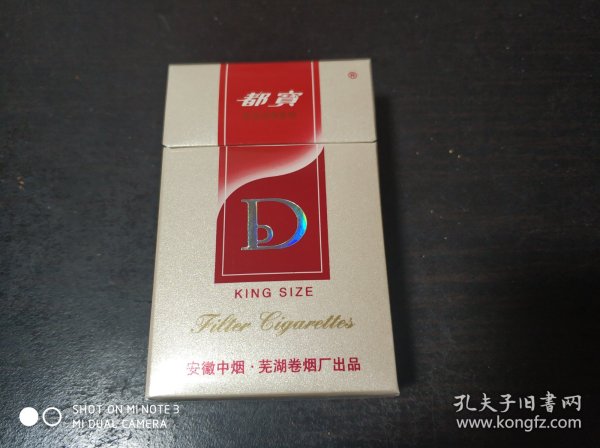 都寶
®
D
KING SIZE
Filter Cigarettes
安徽中烟·芜湖卷烟厂出品
SHOT ON MI NOTE 3
MI DUAL CAMERA
孔夫子旧书网
www.kongfz.com